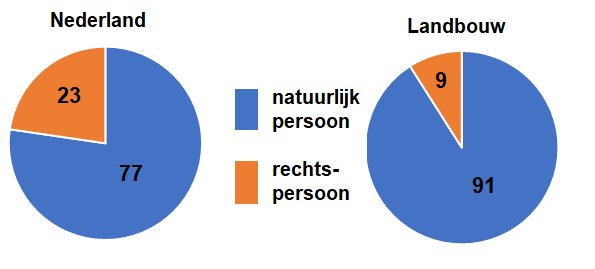 Nederland
23
77
natuurlijk
persoon
rechts-
persoon
Landbouw
9
91